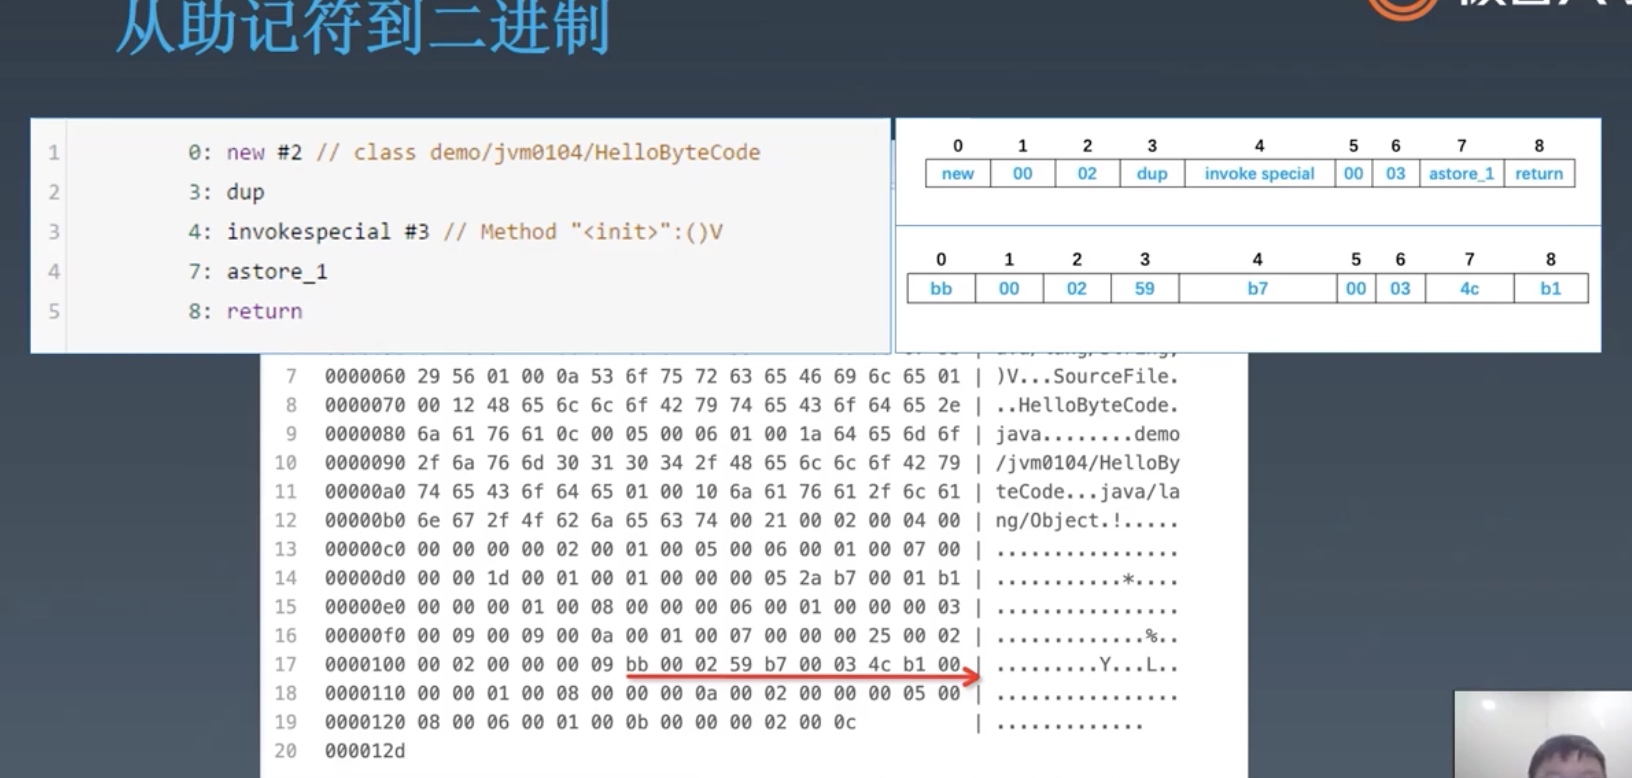 从助记符到二进制
1 0: new #2 // class demo/jvm0104/HelloByteCode
2 3: dup
3 4: invokespecial #3 // Method "<init>":()V
4 7: astore_1
5 8: return
0 1 2 3 4 5 6 7 8
new 00 02 dup invoke special 00 03 astore_1 return
0 1 2 3 4 5 6 7 8
bb 00 02 59 b7 00 03 4c b1
7 0000060 29 56 01 00 0a 53 6f 75 72 63 65 46 69 6c 65 01 | )V...SourceFile.
8 0000070 00 12 48 65 6c 6c 6f 42 79 74 65 43 6f 64 65 2e | ..HelloByteCode.
9 0000080 6a 61 76 61 0c 00 05 00 06 01 00 1a 64 65 6d 6f | java........demo
10 0000090 2f 6a 76 6d 30 31 30 34 2f 48 65 6c 6c 6f 42 79 | /jvm0104/HelloBy
11 00000a0 74 65 43 6f 64 65 01 00 10 6a 61 76 61 2f 6c 61 | teCode...java/la
12 00000b0 6e 67 2f 4f 62 6a 65 63 74 00 21 00 02 00 04 00 | ng/Object.!.....
13 00000c0 00 00 00 00 02 00 01 00 05 00 06 00 01 00 07 00 | ................
14 00000d0 00 00 1d 00 01 00 01 00 00 00 05 2a b7 00 01 b1 | ...........*....
15 00000e0 00 00 00 01 00 08 00 00 00 06 00 01 00 00 00 03 | ................
16 00000f0 00 09 00 09 00 0a 00 01 00 07 00 00 00 25 00 02 | .............%..
17 0000100 00 02 00 00 00 09 bb 00 02 59 b7 00 03 4c b1 00 | .........Y...L..
18 0000110 00 00 01 00 08 00 00 00 0a 00 02 00 00 00 05 00 | ................
19 0000120 08 00 06 00 01 00 0b 00 00 00 02 00 0c | .............
20 000012d